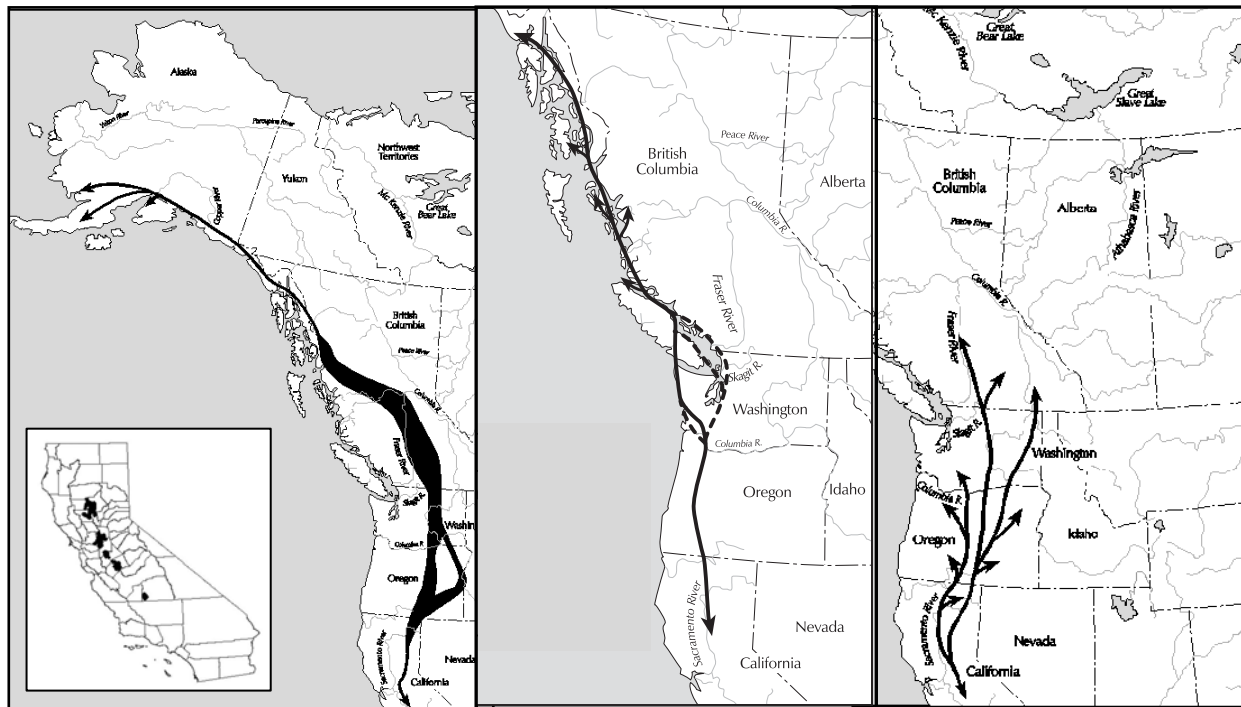 Alaska
Yukon River
Porcupine River
Northwest
Territories
Yukon
Copper River
Mc Kenzie River
Great
Bear Lake
British
Columbia
Peace River
Columbia R.
Fraser River
Skagit R.
Washin
Columbia R.
Oregon
Sacramento River
Nevada
California
Peace River
British
Columbia
Alberta
Columbia R.
Fraser River
Skagit R.
Washington
Columbia R.
Oregon
Idaho
Sacramento River
Nevada
California
Mc Kenzie River
Great
Bear Lake
Great
Slave Lake
British
Columbia
Alberta
Peace River
Athabasca River
Columbia R.
Fraser River
Skagit R.
Washington
Columbia R.
Oregon
Idaho
Sacramento River
Nevada
California